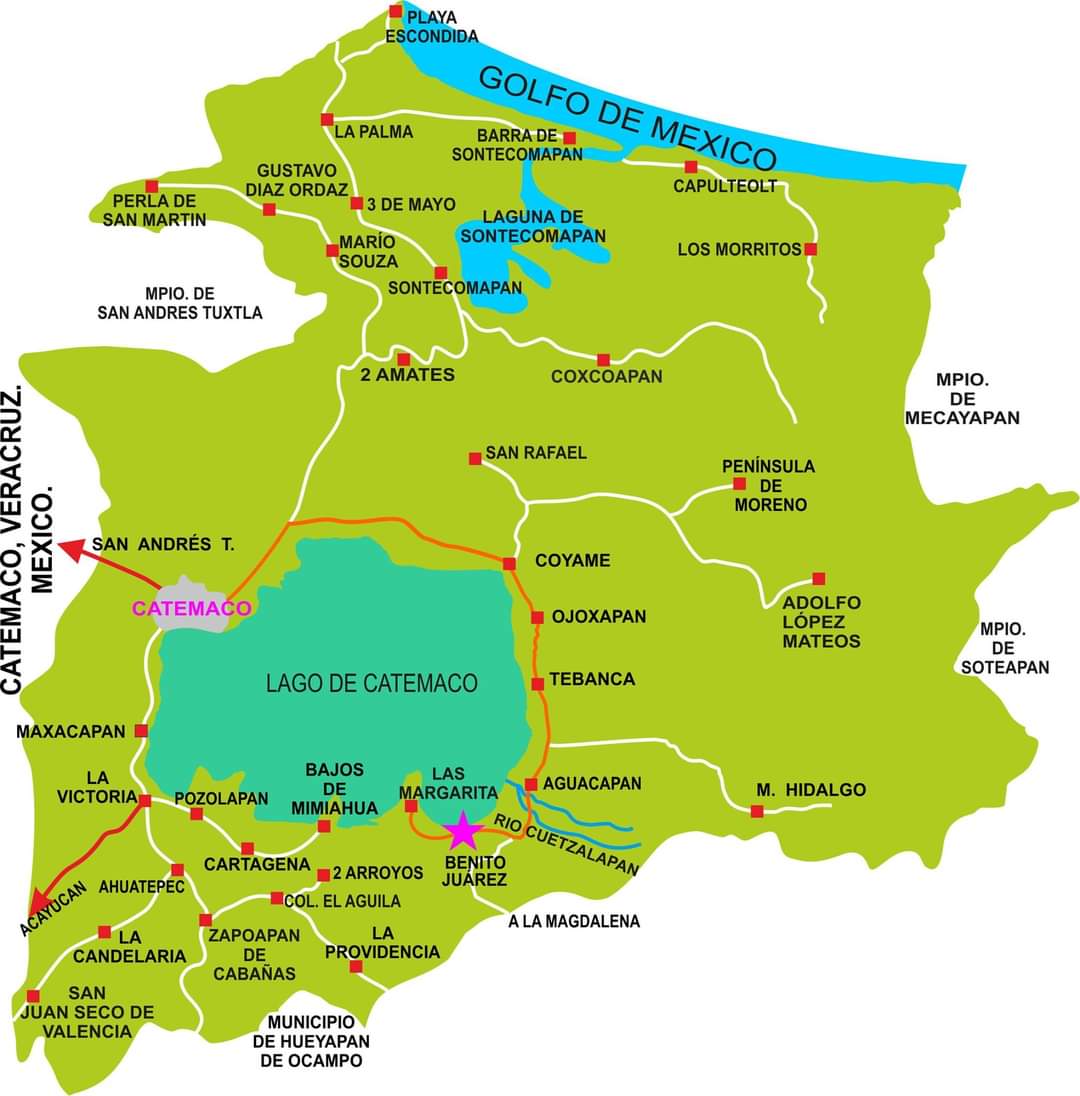 PLAYA
ESCONDIDA
GOLFO DE MEXICO
LA PALMA
BARRA DE
SONTECOMAPAN
CAPULTEOLT
GUSTAVO
DIAZ ORDAZ
PERLA DE
SAN MARTIN
3 DE MAYO
LAGUNA DE
SONTECOMAPAN
MARÍO
SOUZA
LOS MORRITOS
SONTECOMAPAN
MPIO. DE
SAN ANDRES TUXTLA
2 AMATES
COXCOAPAN
MPIO.
DE
MECAYAPAN
CATEMACO, VERACRUZ.
MEXICO.
SAN RAFAEL
PENÍNSULA
DE
MORENO
SAN ANDRÉS T.
COYAME
CATEMACO
ADOLFO
LÓPEZ
MATEOS
OJOXAPAN
MPIO.
DE
SOTEAPAN
LAGO DE CATEMACO
TEBANCA
MAXACAPAN
LA
VICTORIA
POZOLAPAN
BAJOS
DE
MIMIAHUA
LAS
MARGARITA
AGUACAPAN
M. HIDALGO
RIO CUETZALAPAN
CARTAGENA
BENITO
JUÁREZ
2 ARROYOS
AHUATEPEC
COL. EL AGUILA
ACAYUCAN
A LA MAGDALENA
LA
CANDELARIA
ZAPOAPAN
DE
CABAÑAS
LA
PROVIDENCIA
SAN
JUAN SECO DE
VALENCIA
MUNICIPIO
DE HUEYAPAN
DE OCAMPO